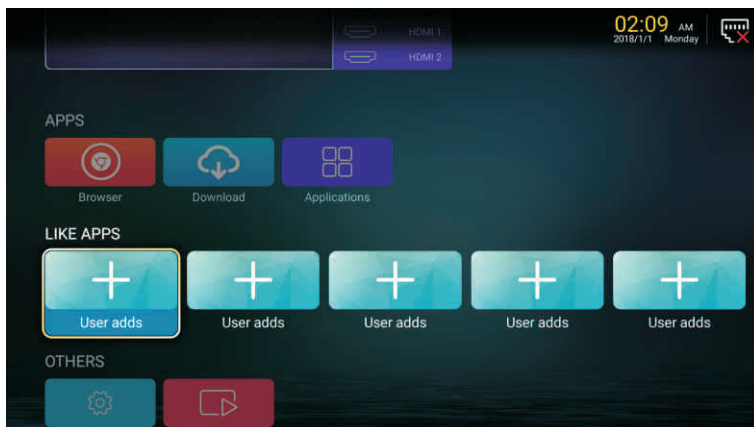 HDMI 1
HDMI 2
02:09 AM
2018/1/1 Monday
APPS
Browser Download Applications
LIKE APPS
User adds User adds User adds User adds User adds
OTHERS